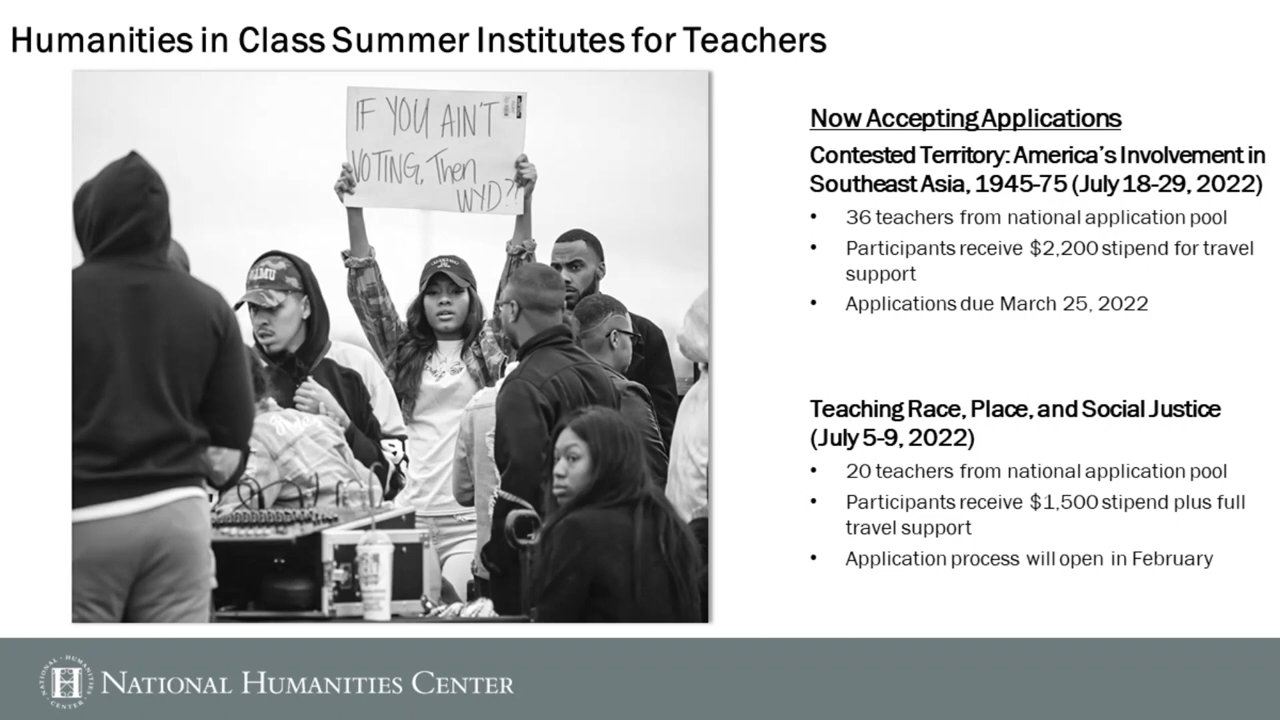 Humanities in Class Summer Institutes for Teachers
IF YOU AIN'T
VOTING, Then
WYD?!
Now Accepting Applications
Contested Territory: America's Involvement in
Southeast Asia, 1945-75 (July 18-29, 2022)
• 36 teachers from national application pool
• Participants receive $2,200 stipend for travel
support
• Applications due March 25, 2022
Teaching Race, Place, and Social Justice
(July 5-9, 2022)
• 20 teachers from national application pool
• Participants receive $1,500 stipend plus full
travel support
• Application process will open in February
NATIONAL · HUMANITIES · CENTER ·
H
NATIONAL HUMANITIES CENTER